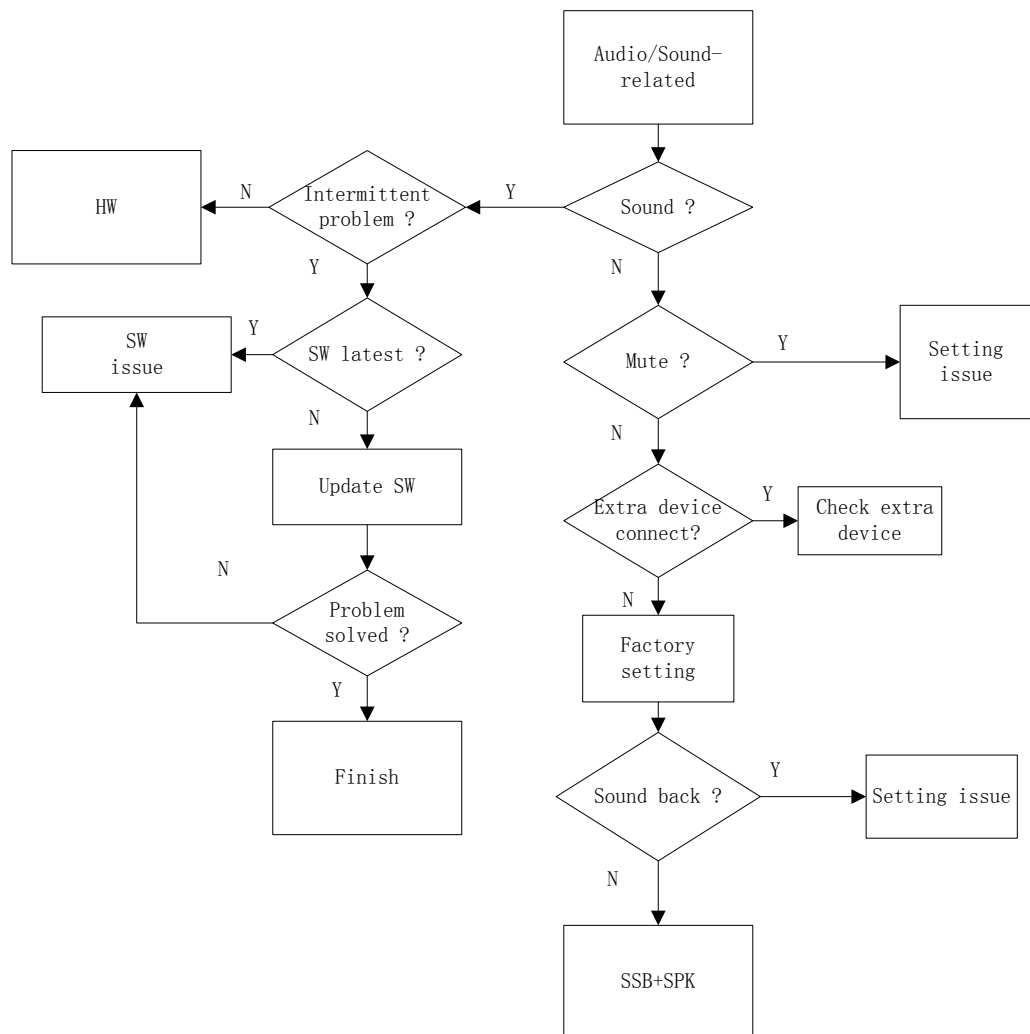 Audio/Sound-
related
HW
N
Intermittent
problem ?
Y
Sound ?
Y
N
SW
issue
Y
SW latest ?
Mute ?
Y
Setting
issue
N
N
Update SW
Extra device
connect?
Y
Check extra
device
N
N
Problem
solved ?
Factory
setting
Y
Finish
Sound back ?
Y
Setting issue
N
SSB+SPK